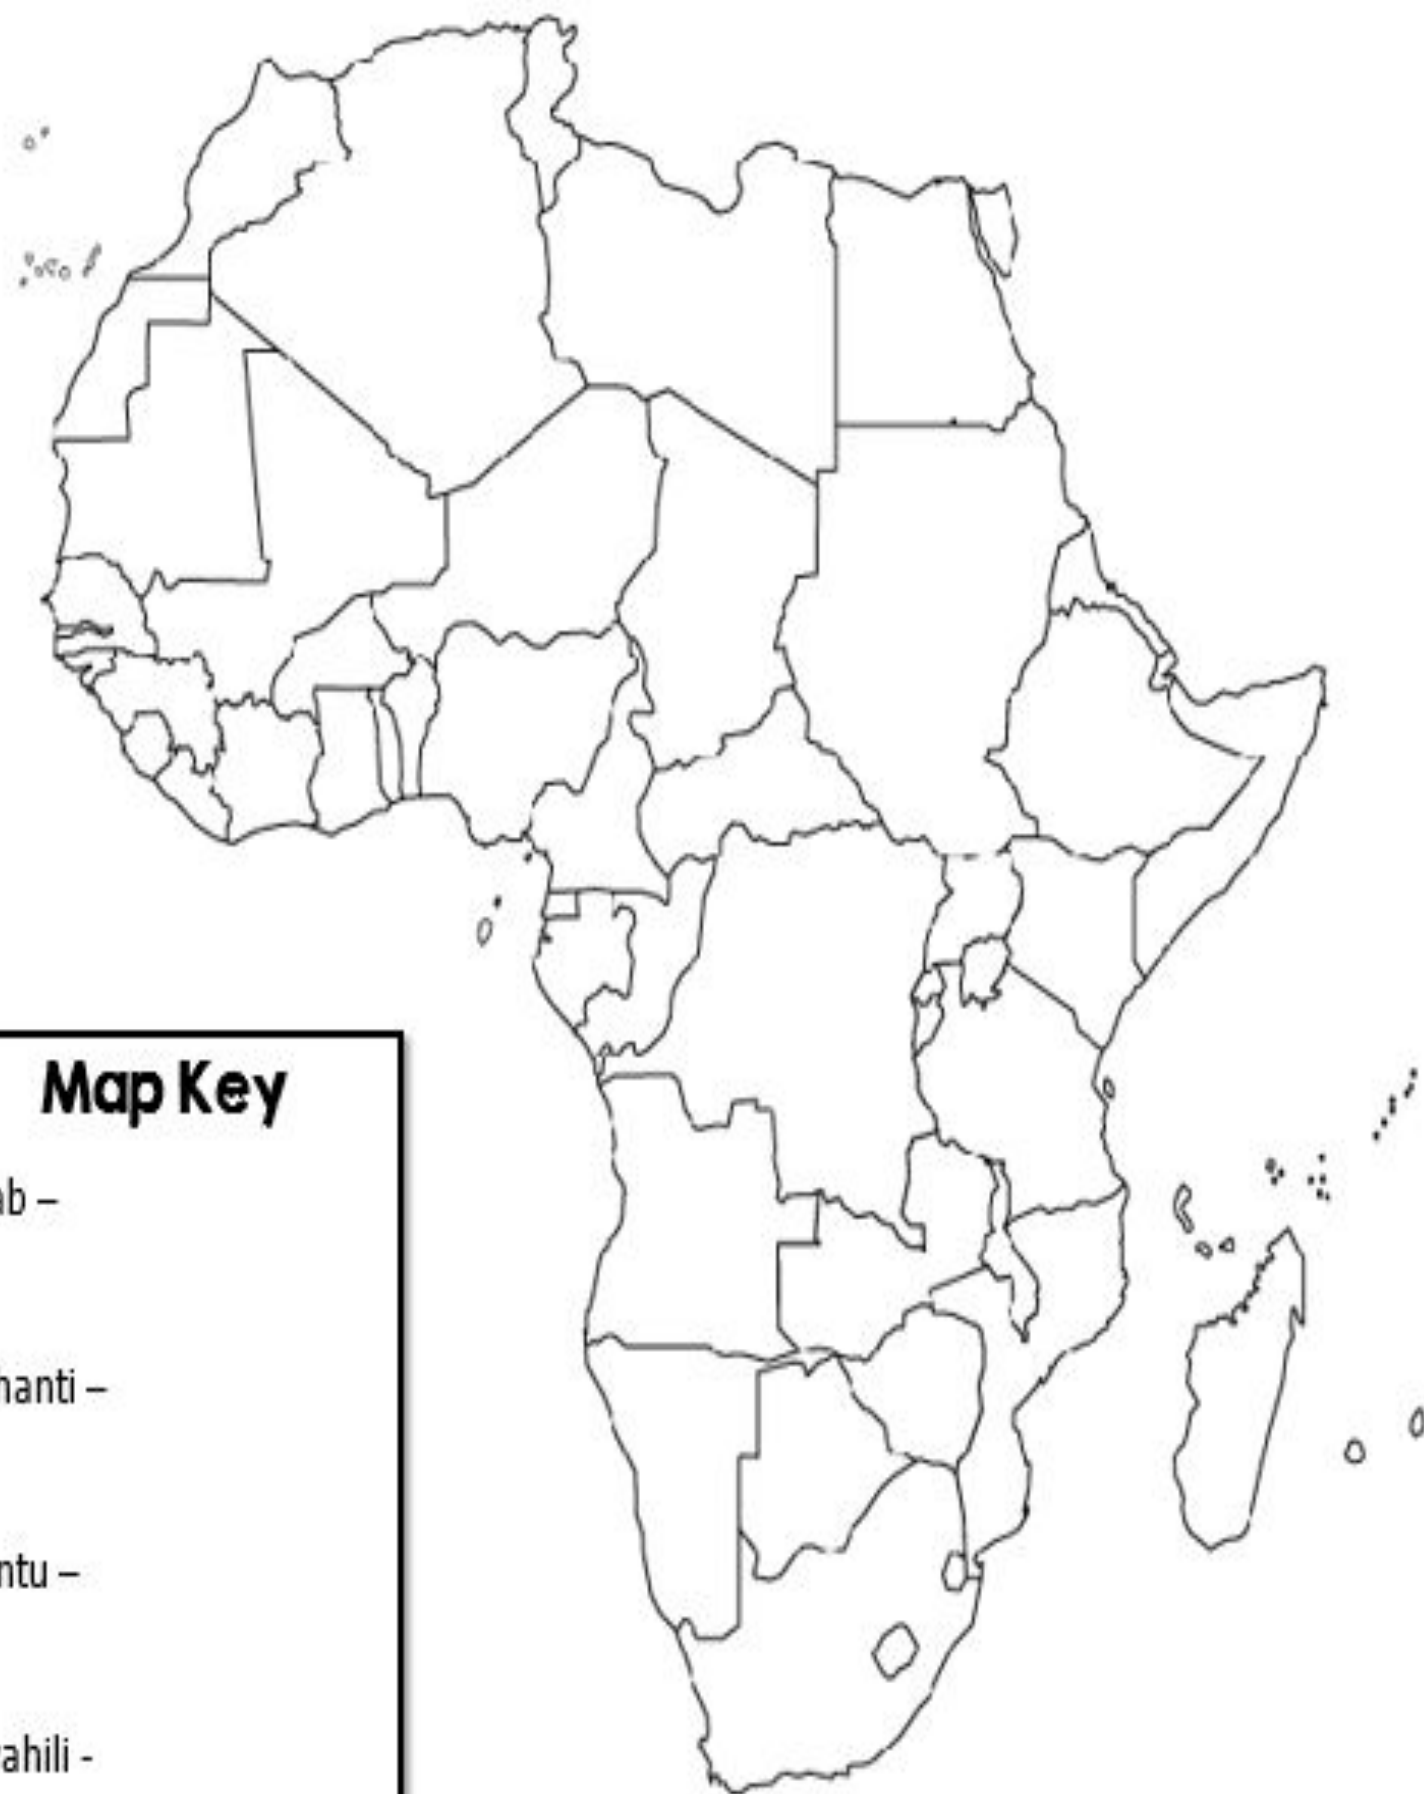 Map Key
ab –
hanti –
ntu –
ahili -